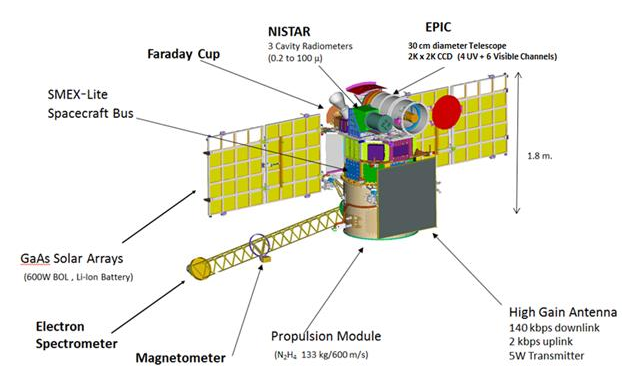 EPIC
30 cm diameter Telescope
2K x 2K CCD (4 UV + 6 Visible Channels)
NISTAR
3 Cavity Radiometers
(0.2 to 100 µ)
Faraday Cup
SMEX-Lite
Spacecraft Bus
1.8 m.
GaAs Solar Arrays
(600W BOL , Li-Ion Battery)
Electron
Spectrometer
Magnetometer
Propulsion Module
(N₂H₄ 133 kg/600 m/s)
High Gain Antenna
140 kbps downlink
2 kbps uplink
5W Transmitter